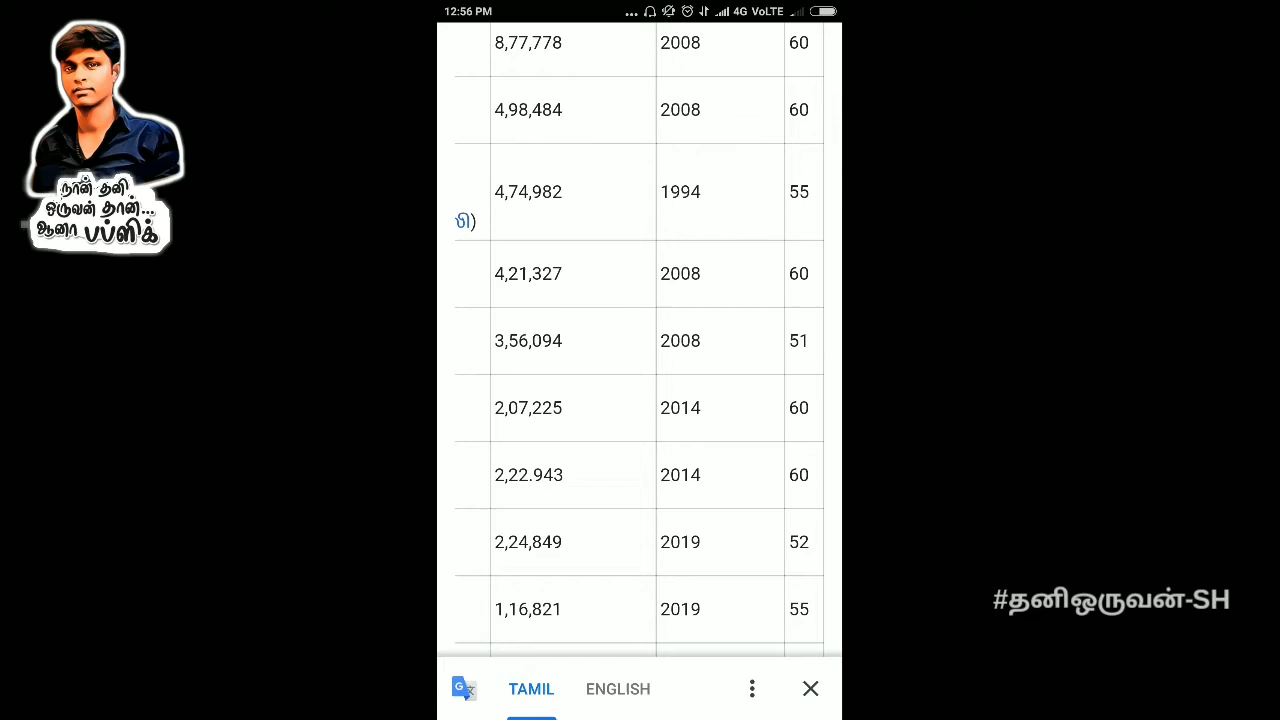 12:56 PM 4G VoLTE
8,77,778 2008 60
4,98,484 2008 60
4,74,982 1994 55
லி)
4,21,327 2008 60
3,56,094 2008 51
2,07,225 2014 60
2,22.943 2014 60
2,24,849 2019 52
1,16,821 2019 55
TAMIL ENGLISH
நான் தனி
ஒருவன் தான்...
ஆனா பப்ளிக்
#தனிஒருவன்-SH